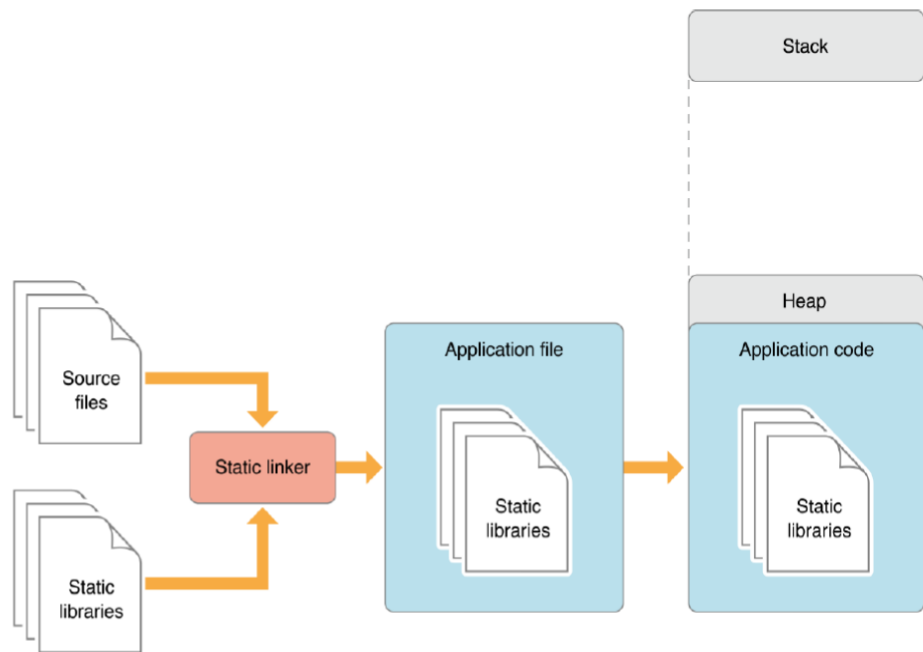 Stack
Heap
Source
files
Static linker
Static
libraries
Application file
Static
libraries
Application code
Static
libraries